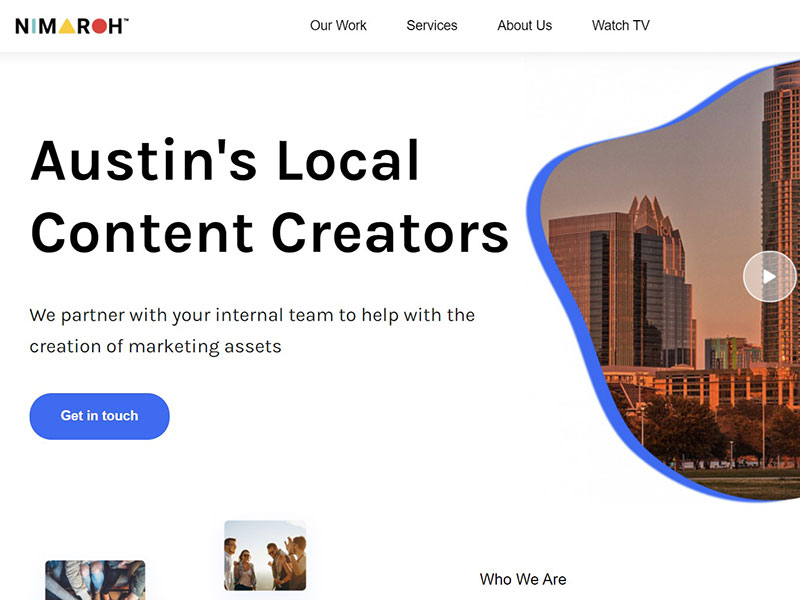 NIMAROH™
Our Work
Services
About Us
Watch TV
Austin's Local
Content Creators
We partner with your internal team to help with the
creation of marketing assets
Get in touch
Who We Are